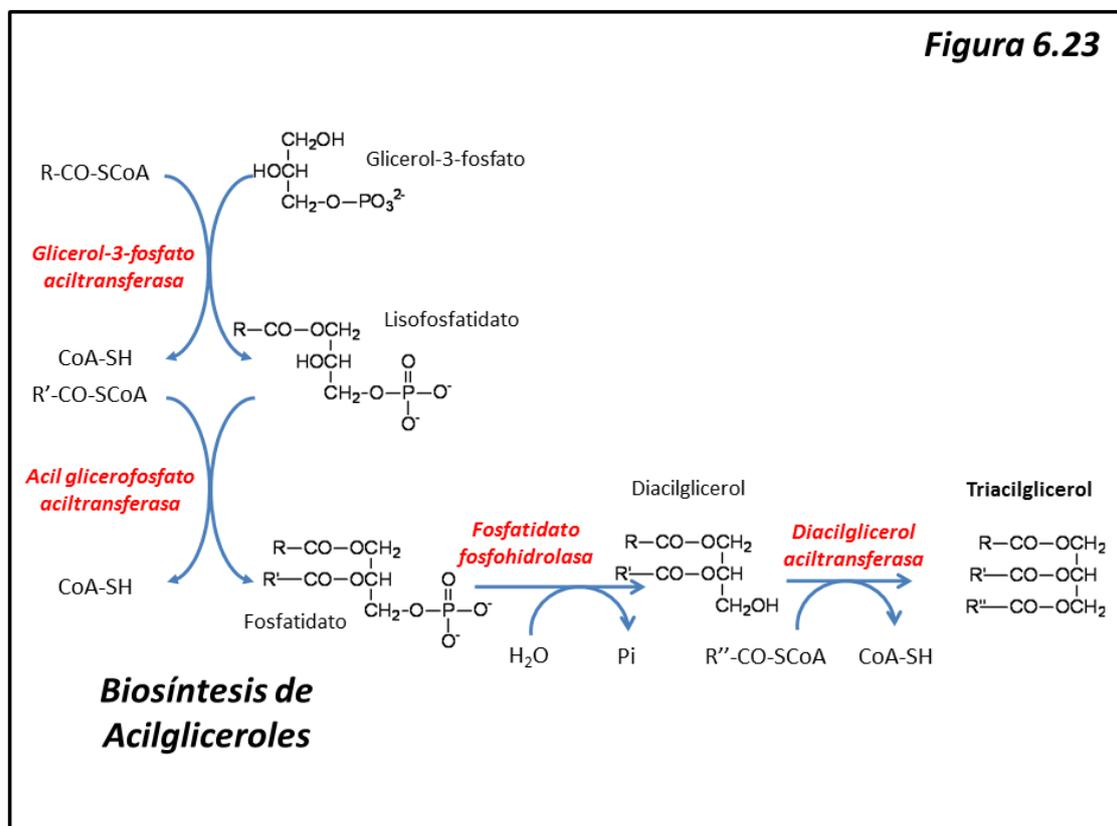 Figura 6.23
CH₂OH
R-CO-SCoA
HOCH
Glicerol-3-fosfato
CH₂-O—PO₃²⁻
Glicerol-3-fosfato
aciltransferasa
R—CO—OCH₂
Lisofosfatidato
CoA-SH
HOCH
O
CH₂-O—P—O⁻
O⁻
R’-CO-SCoA
Acil glicerofosfato
aciltransferasa
CoA-SH
R—CO—OCH₂
R'—CO—OCH
O
CH₂-O—P—O⁻
O⁻
Fosfatidato
Fosfatidato
fosfohidrolasa
H₂O
Pi
Diacilglicerol
R—CO—OCH₂
R'—CO—OCH
CH₂OH
Diacilglicerol
aciltransferasa
R’’-CO-SCoA
CoA-SH
Triacilglicerol
R—CO—OCH₂
R'—CO—OCH
R"—CO—OCH₂
Biosíntesis de
Acilgliceroles